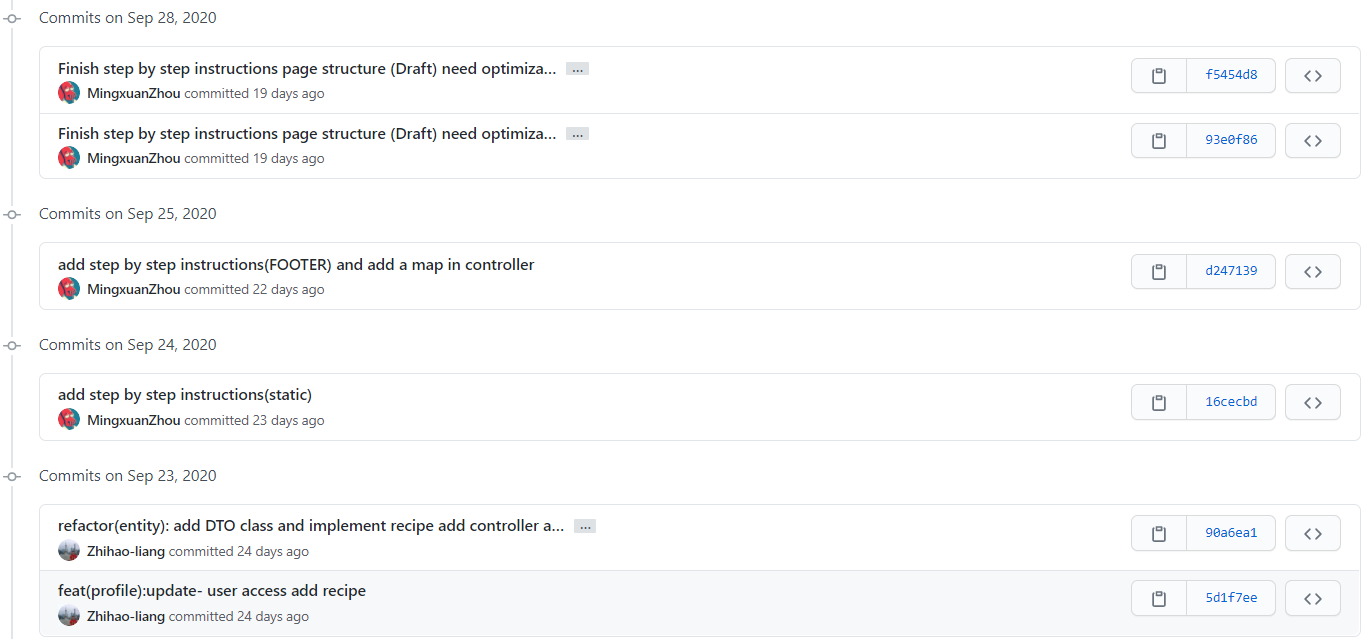 Commits on Sep 28, 2020
Finish step by step instructions page structure (Draft) need optimiza... ...
MingxuanZhou committed 19 days ago
f5454d8
Finish step by step instructions page structure (Draft) need optimiza... ...
MingxuanZhou committed 19 days ago
93e0f86
Commits on Sep 25, 2020
add step by step instructions(FOOTER) and add a map in controller
MingxuanZhou committed 22 days ago
d247139
Commits on Sep 24, 2020
add step by step instructions(static)
MingxuanZhou committed 23 days ago
16cecbd
Commits on Sep 23, 2020
refactor(entity): add DTO class and implement recipe add controller a... ...
Zhihao-liang committed 24 days ago
90a6ea1
feat(profile):update- user access add recipe
Zhihao-liang committed 24 days ago
5d1f7ee